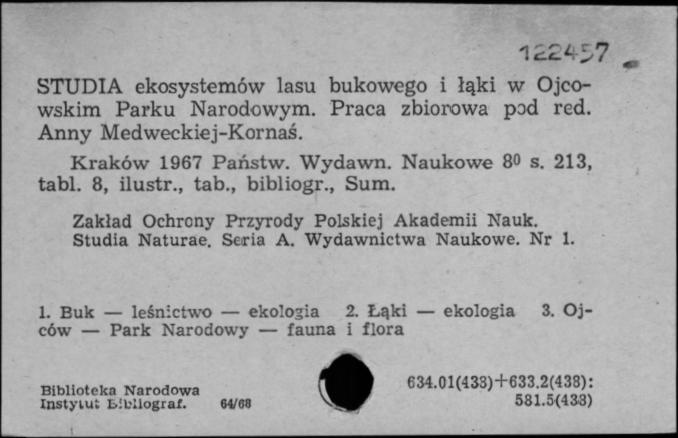 122457
STUDIA ekosystemów lasu bukowego i łąki w Ojco-
wskim Parku Narodowym. Praca zbiorowa pod red.
Anny Medweckiej-Kornaś.
Kraków 1967 Państw. Wydawn. Naukowe 8⁰ s. 213,
tabl. 8, ilustr., tab., bibliogr., Sum.
Zakład Ochrony Przyrody Polskiej Akademii Nauk.
Studia Naturae. Seria A. Wydawnictwa Naukowe. Nr 1.
1. Buk — leśnictwo — ekologia 2. Łąki — ekologia 3. Oj-
ców — Park Narodowy — fauna i flora
634.01(438)+633.2(438):
581.5(438)
Biblioteka Narodowa
Instytut Bibliograf. 64/68